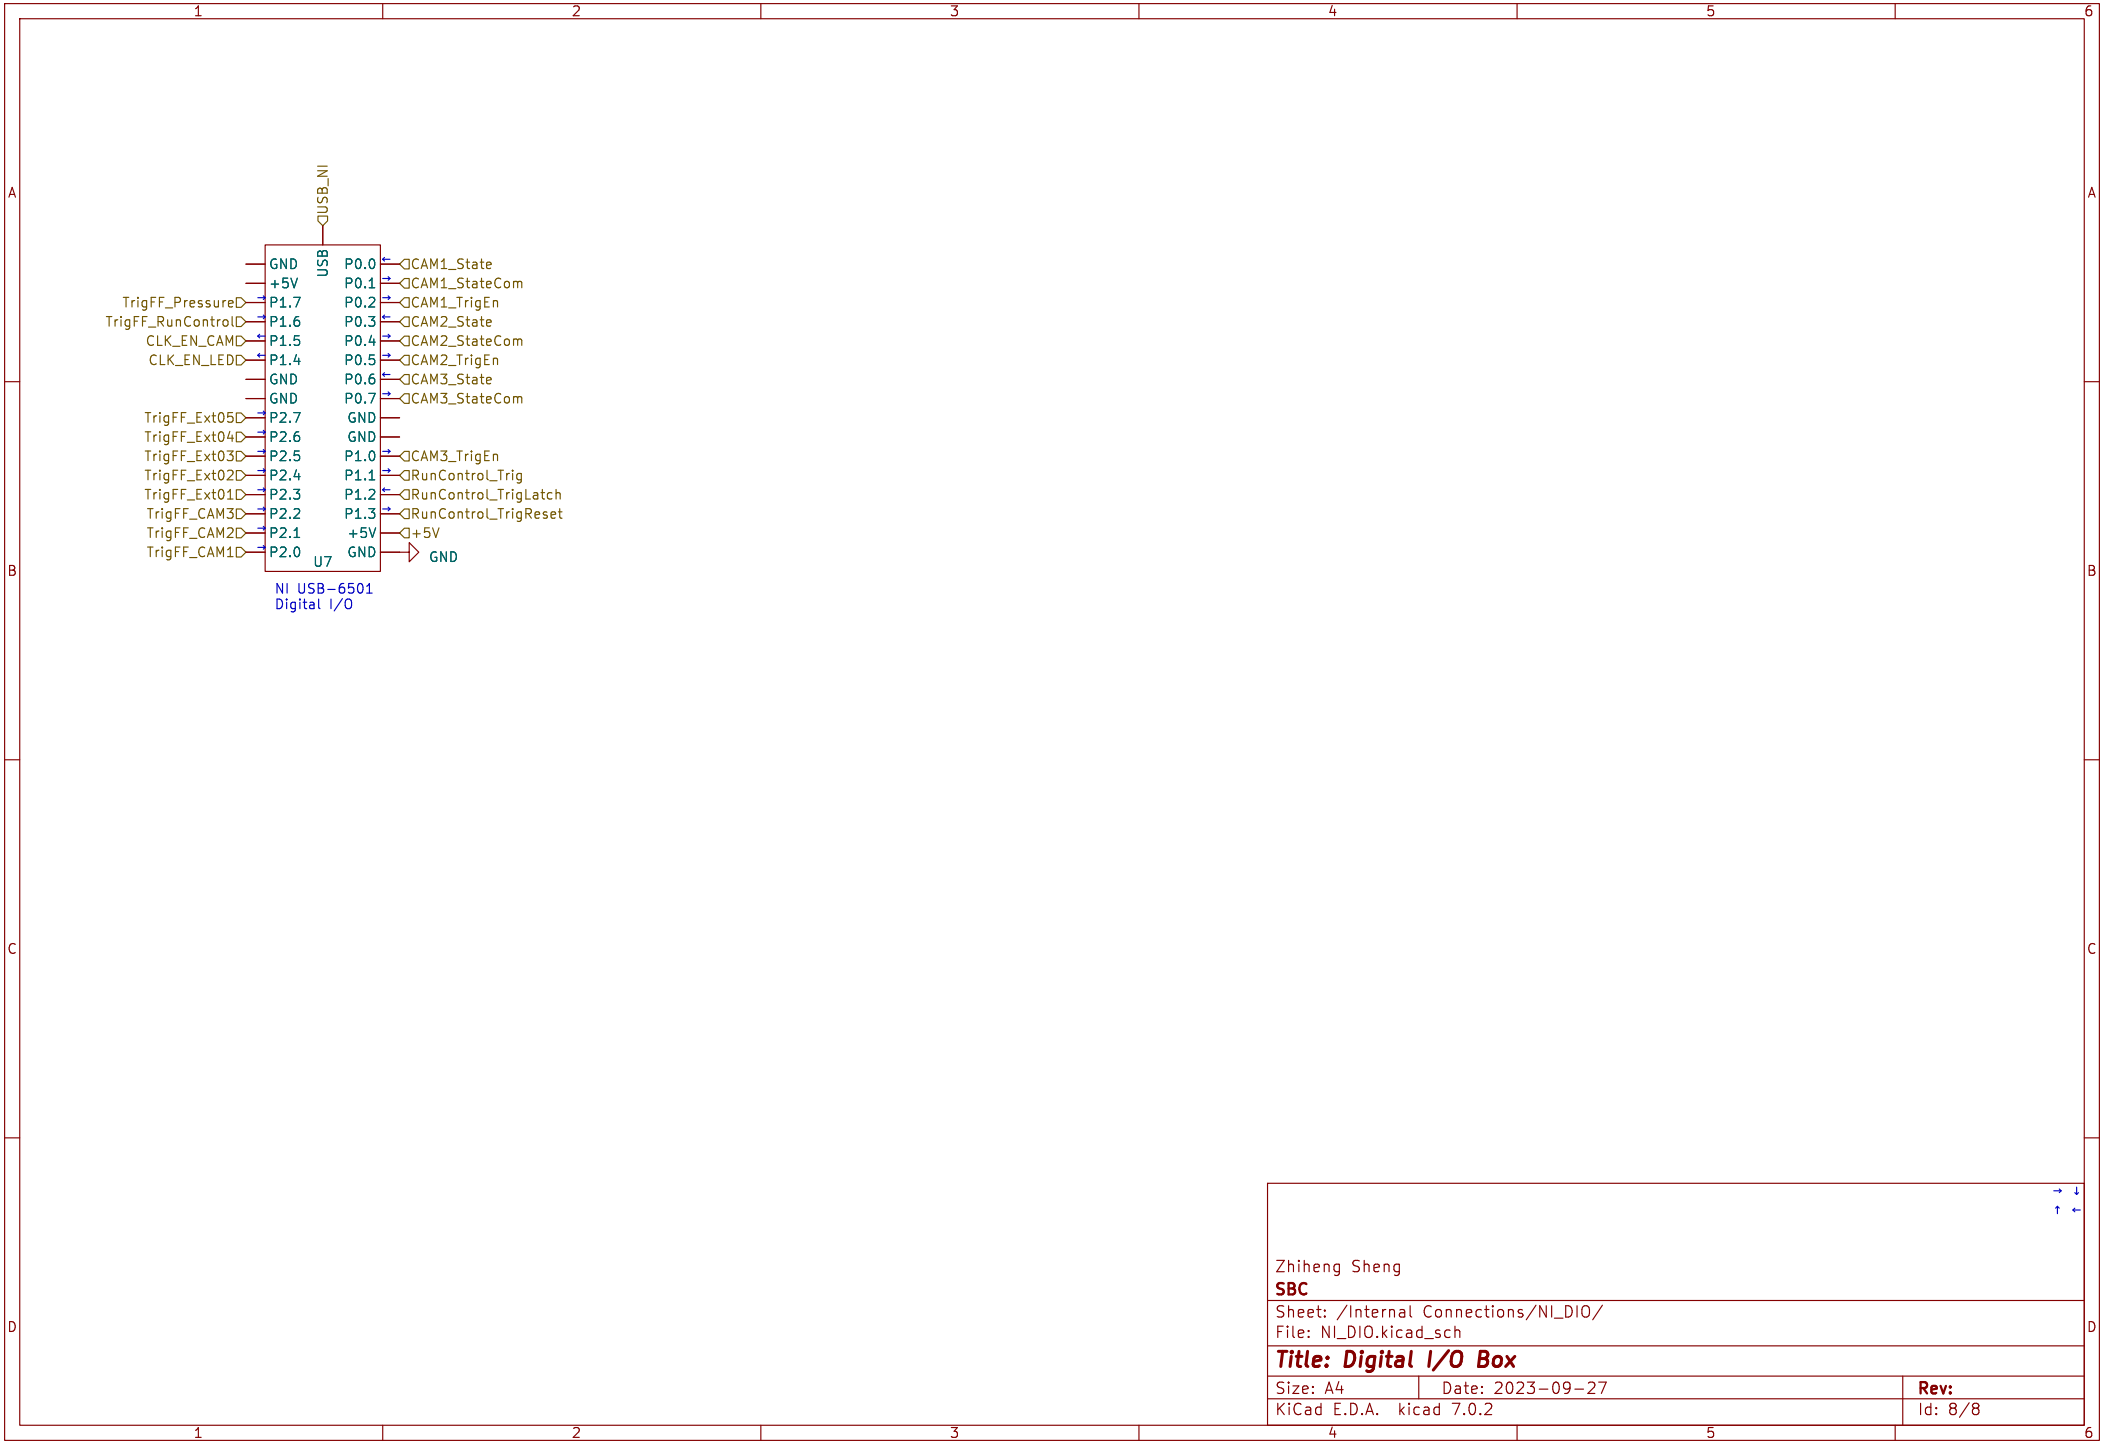 1 2 3 4 5 6
A A
USB_NI
USB
GND P0.0 ← CAM1_State
+5V P0.1 → CAM1_StateCom
TrigFF_Pressure → P1.7 P0.2 → CAM1_TrigEn
TrigFF_RunControl → P1.6 P0.3 ← CAM2_State
CLK_EN_CAM ← P1.5 P0.4 → CAM2_StateCom
CLK_EN_LED ← P1.4 P0.5 → CAM2_TrigEn
GND P0.6 ← CAM3_State
GND P0.7 → CAM3_StateCom
TrigFF_Ext05 → P2.7 GND
TrigFF_Ext04 → P2.6 GND
TrigFF_Ext03 → P2.5 P1.0 → CAM3_TrigEn
TrigFF_Ext02 → P2.4 P1.1 → RunControl_Trig
TrigFF_Ext01 → P2.3 P1.2 ← RunControl_TrigLatch
TrigFF_CAM3 → P2.2 P1.3 → RunControl_TrigReset
TrigFF_CAM2 → P2.1 +5V +5V
TrigFF_CAM1 → P2.0 GND GND
U7
B B
NI USB-6501
Digital I/O
C C
→ ↓
↑ ←
Zhiheng Sheng
SBC
Sheet: /Internal Connections/NI_DIO/
File: NI_DIO.kicad_sch
D D
Title: Digital I/O Box
Size: A4 Date: 2023-09-27 Rev:
KiCad E.D.A. kicad 7.0.2 Id: 8/8
1 2 3 4 5 6